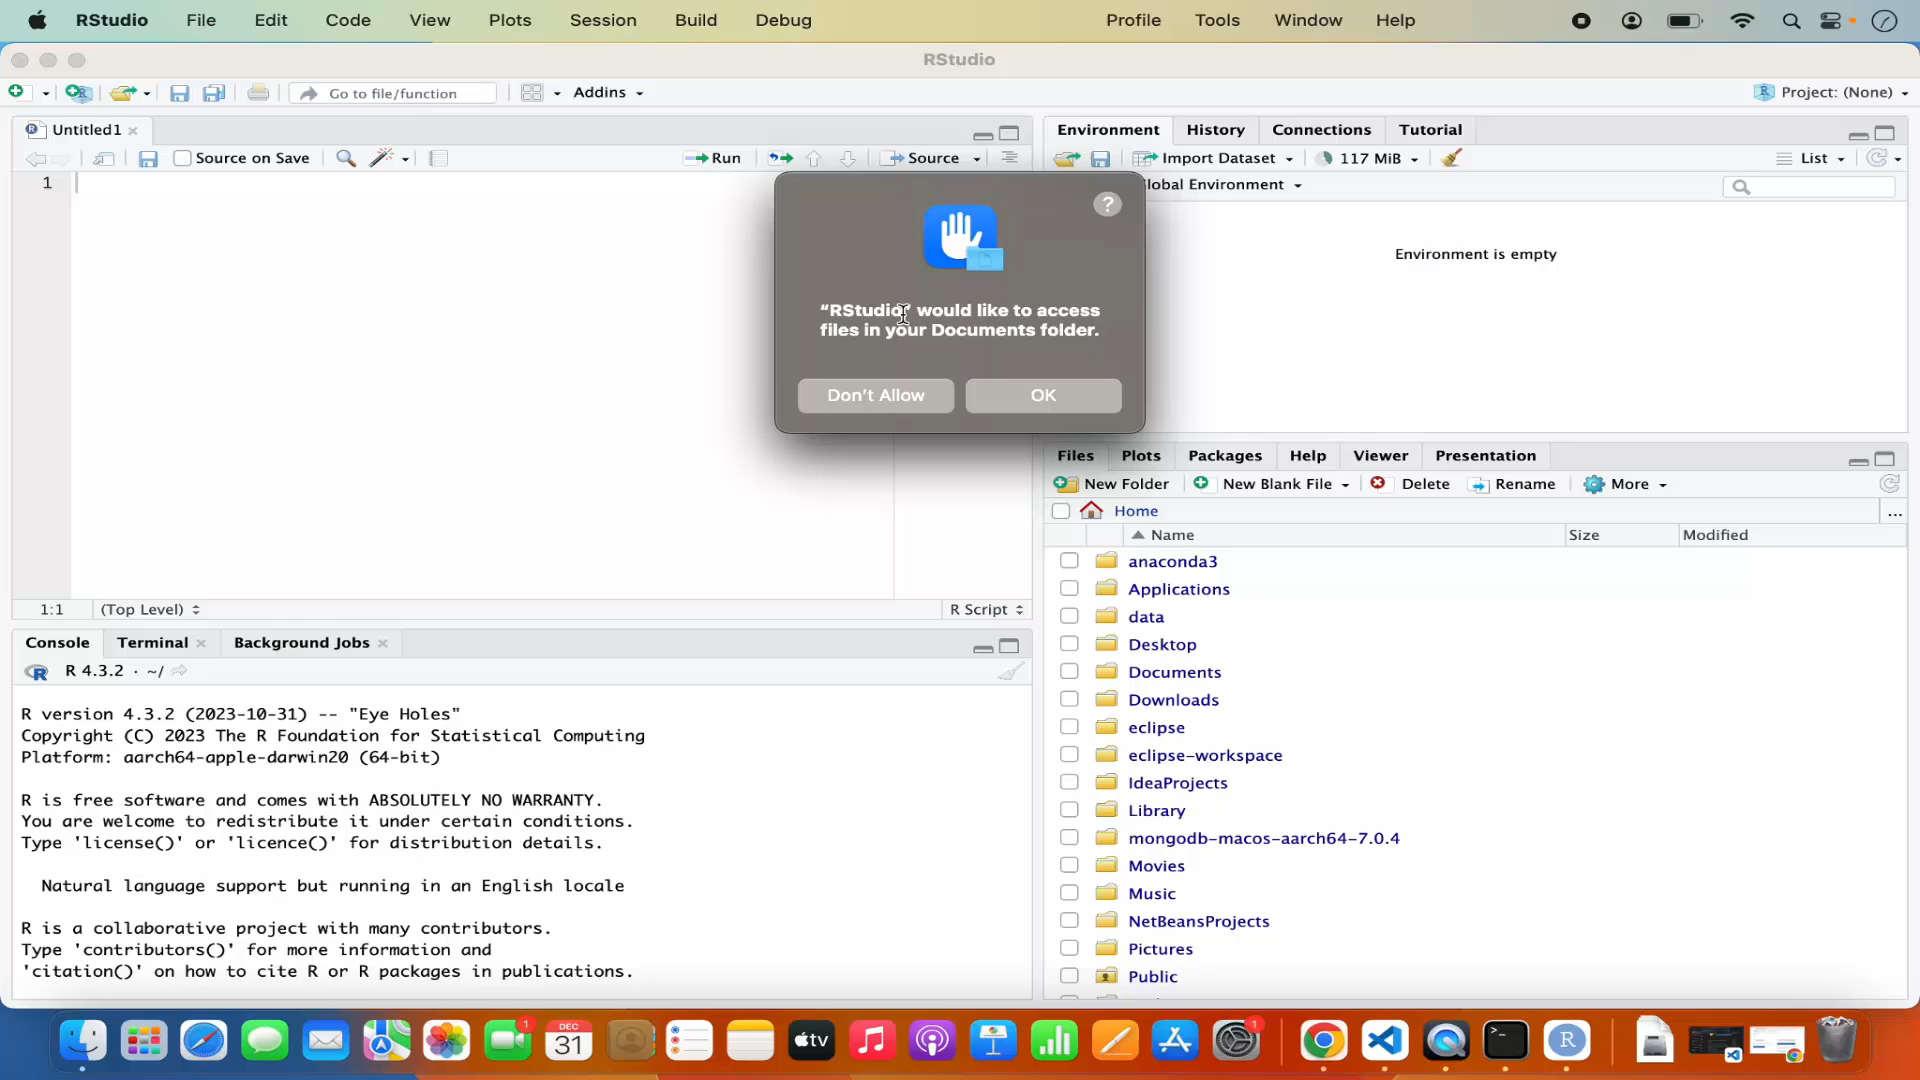 RStudio File Edit Code View Plots Session Build Debug Profile Tools Window Help
RStudio
Go to file/function Addins Project: (None)
Untitled1
Source on Save Run Source
1
1:1 (Top Level) R Script
Environment History Connections Tutorial
Import Dataset 117 MiB List
lobal Environment
Environment is empty
?
“RStudio” would like to access
files in your Documents folder.
Don’t Allow OK
Console Terminal Background Jobs
R 4.3.2 · ~/
R version 4.3.2 (2023-10-31) -- "Eye Holes"
Copyright (C) 2023 The R Foundation for Statistical Computing
Platform: aarch64-apple-darwin20 (64-bit)
R is free software and comes with ABSOLUTELY NO WARRANTY.
You are welcome to redistribute it under certain conditions.
Type 'license()' or 'licence()' for distribution details.
Natural language support but running in an English locale
R is a collaborative project with many contributors.
Type 'contributors()' for more information and
'citation()' on how to cite R or R packages in publications.
Files Plots Packages Help Viewer Presentation
New Folder New Blank File Delete Rename More
Home ...
Name Size Modified
anaconda3
Applications
data
Desktop
Documents
Downloads
eclipse
eclipse-workspace
IdeaProjects
Library
mongodb-macos-aarch64-7.0.4
Movies
Music
NetBeansProjects
Pictures
Public
1 DEC 31 tv 1 R